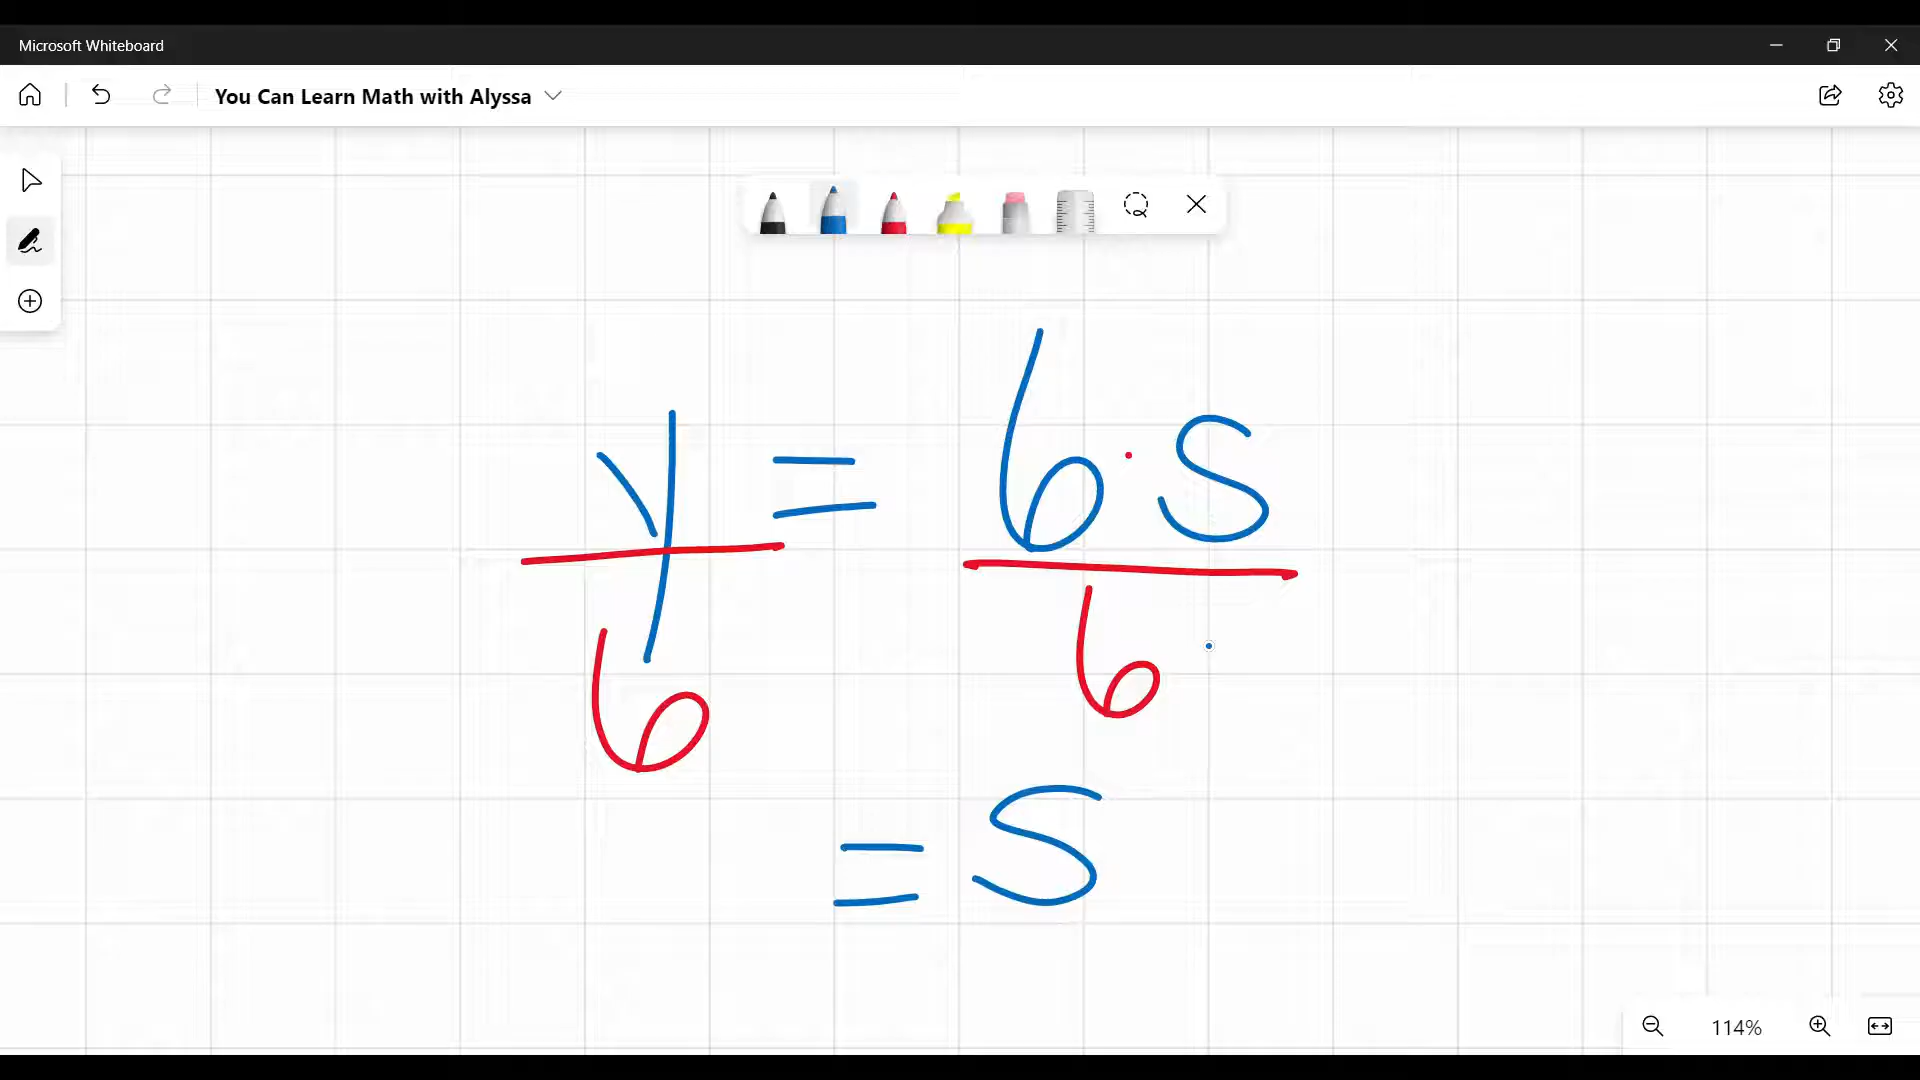 Microsoft Whiteboard
You Can Learn Math with Alyssa
y = 6 · s
6 6
= s
114%